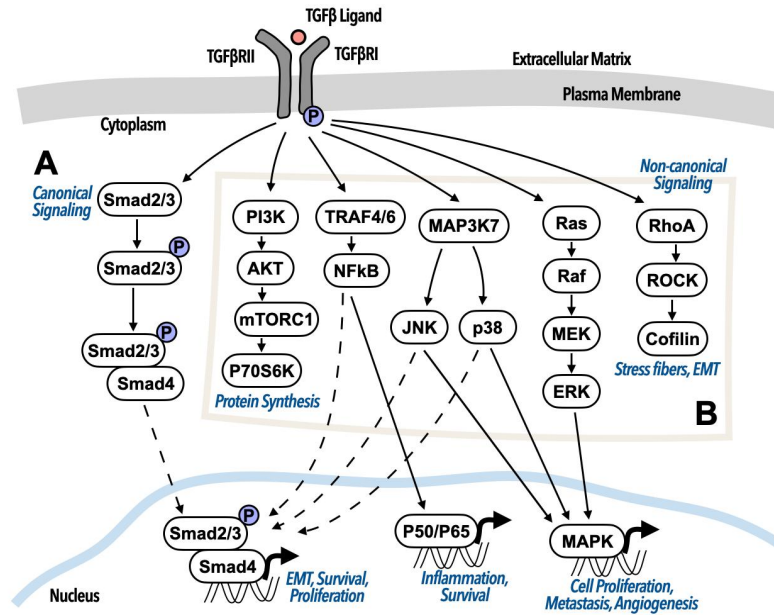 TGFβ Ligand
TGFβRII
TGFβRI
Extracellular Matrix
Plasma Membrane
P
Cytoplasm
A
Canonical
Signaling
Non-canonical
Signaling
Smad2/3
P
Smad2/3
P
Smad2/3
Smad4
PI3K
AKT
mTORC1
P70S6K
Protein Synthesis
TRAF4/6
NFkB
MAP3K7
JNK
p38
Ras
Raf
MEK
ERK
RhoA
ROCK
Cofilin
Stress fibers, EMT
B
P
Smad2/3
Smad4
EMT, Survival,
Proliferation
P50/P65
Inflammation,
Survival
MAPK
Cell Proliferation,
Metastasis, Angiogenesis
Nucleus